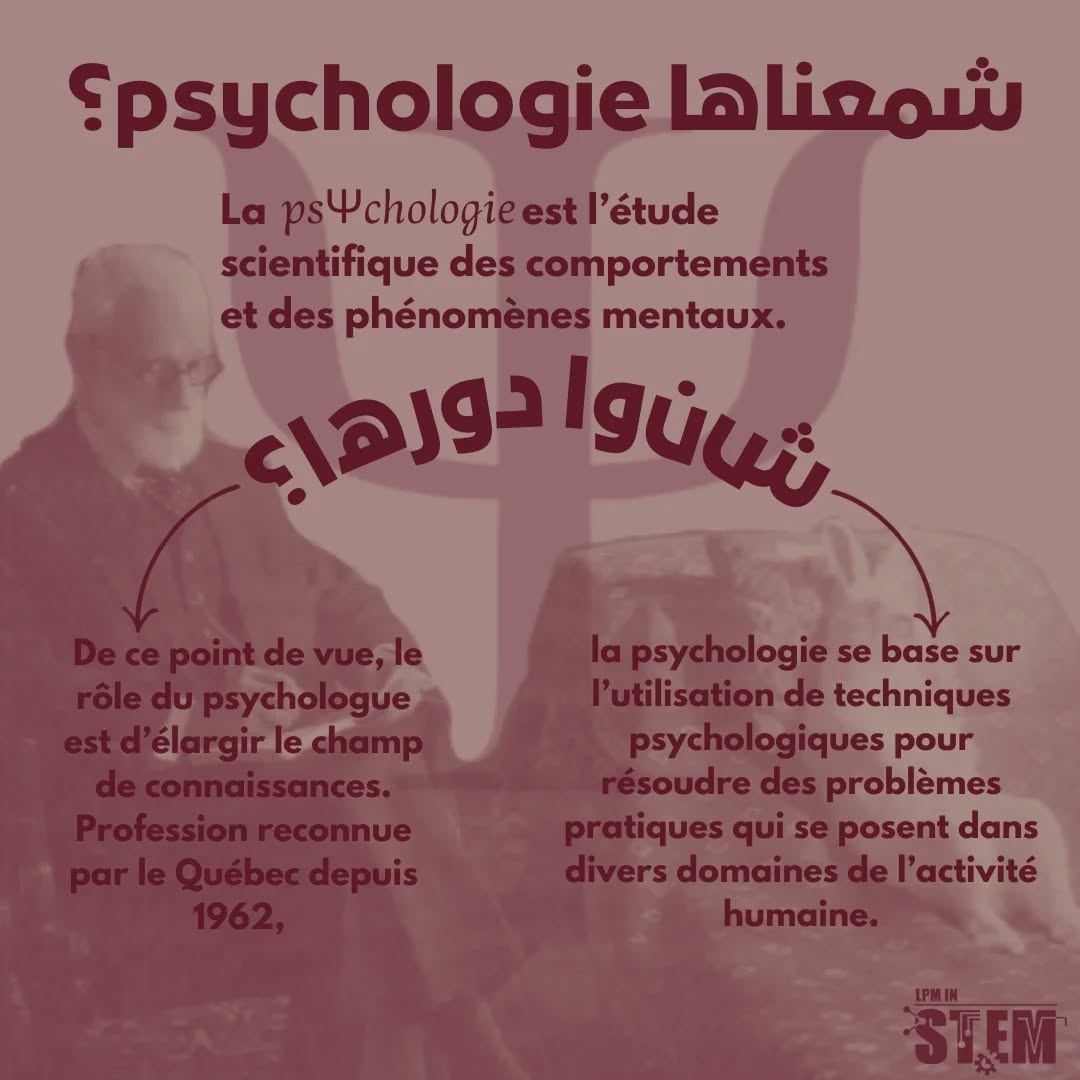 شمعناها psychologie؟
La psΨchologie est l’étude
scientifique des comportements
et des phénomènes mentaux.
شنوا دورها؟
De ce point de vue, le
rôle du psychologue
est d’élargir le champ
de connaissances.
Profession reconnue
par le Québec depuis
1962,
la psychologie se base sur
l’utilisation de techniques
psychologiques pour
résoudre des problèmes
pratiques qui se posent dans
divers domaines de l’activité
humaine.
LPM IN
STEM